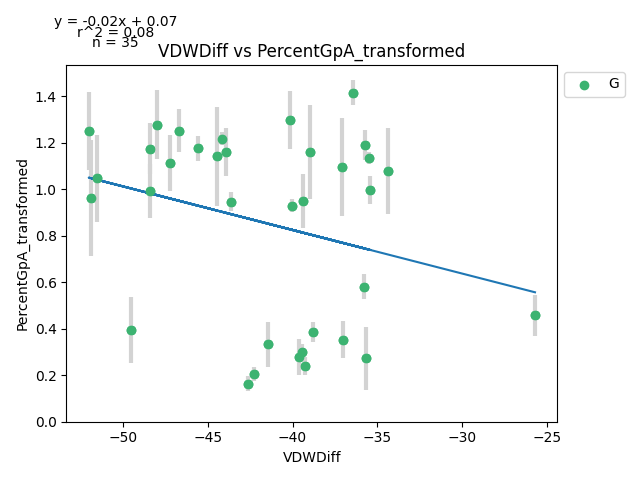 y = -0.02x + 0.07
r^2 = 0.08
n = 35
VDWDiff vs PercentGpA_transformed
G
PercentGpA_transformed
1.4
1.2
1.0
0.8
0.6
0.4
0.2
0.0
−50
−45
−40
−35
−30
−25
VDWDiff